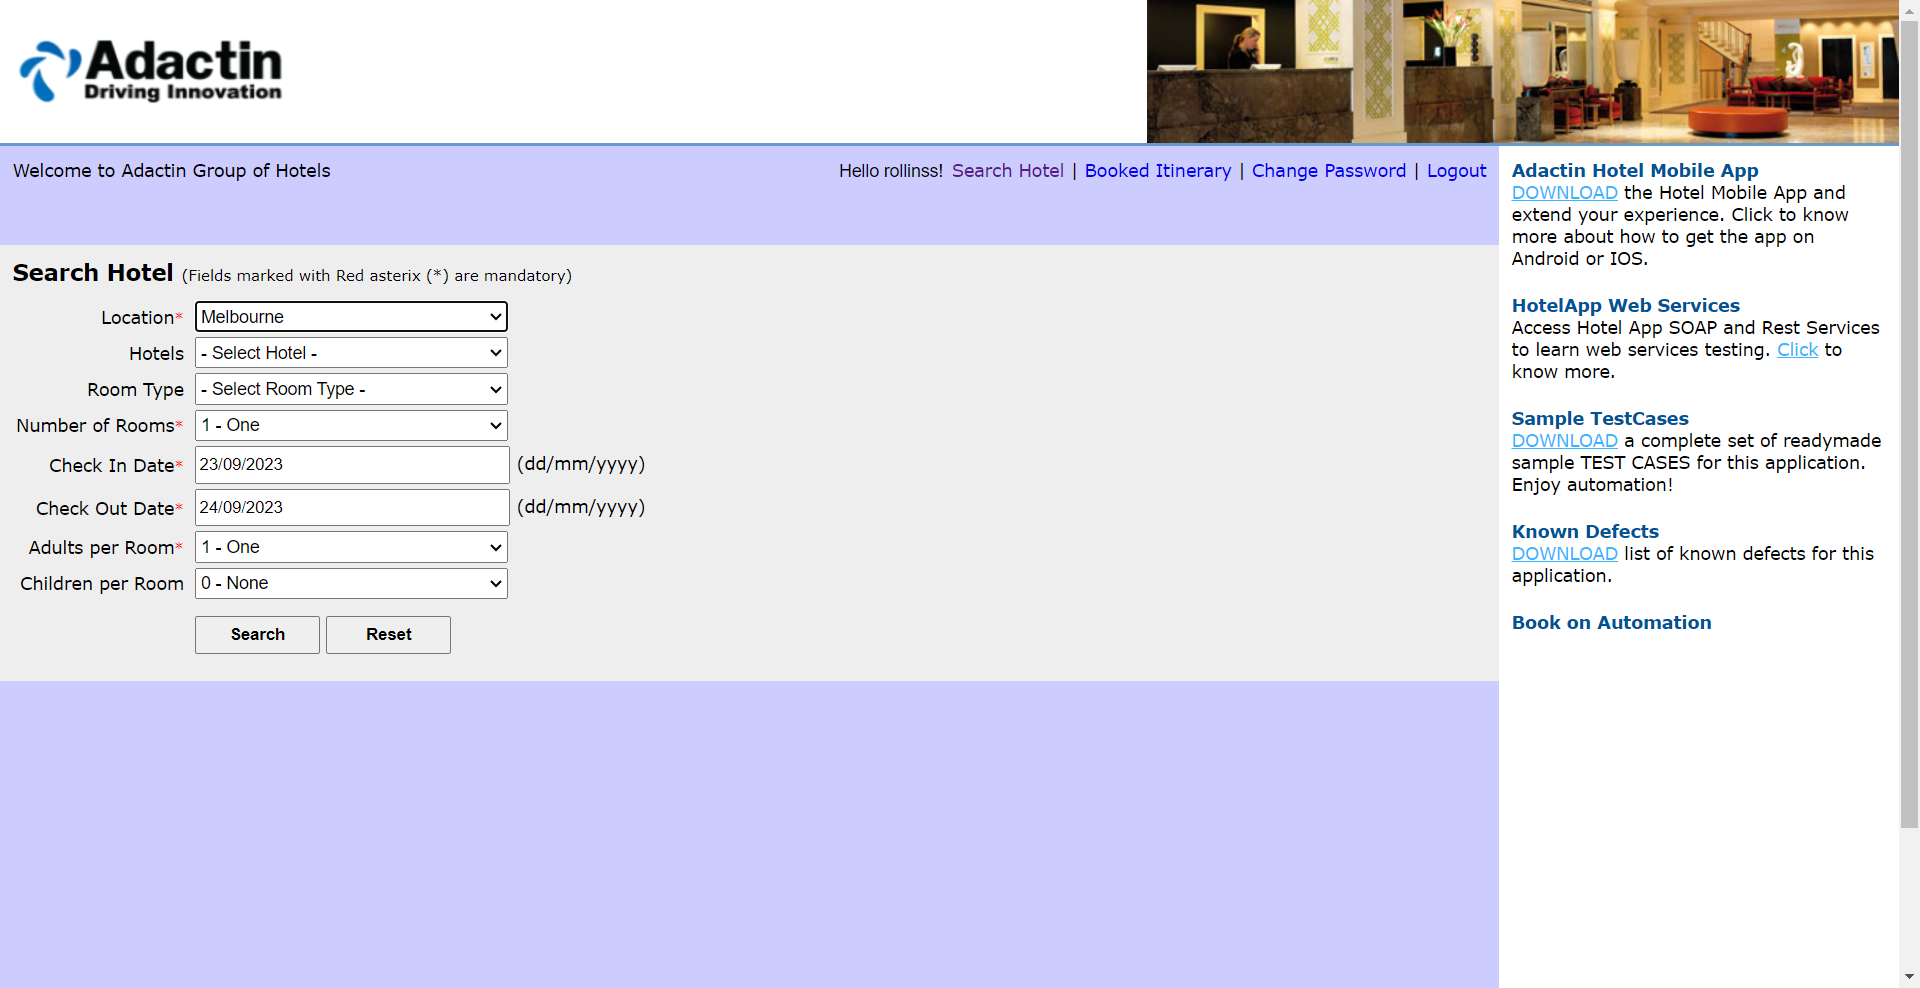 Adactin
Driving Innovation
Welcome to Adactin Group of Hotels
Hello rollinss! Search Hotel | Booked Itinerary | Change Password | Logout
Search Hotel (Fields marked with Red asterix (*) are mandatory)
Location* Melbourne
Hotels - Select Hotel -
Room Type - Select Room Type -
Number of Rooms* 1 - One
Check In Date* 23/09/2023 (dd/mm/yyyy)
Check Out Date* 24/09/2023 (dd/mm/yyyy)
Adults per Room* 1 - One
Children per Room 0 - None
Search Reset
Adactin Hotel Mobile App
DOWNLOAD the Hotel Mobile App and
extend your experience. Click to know
more about how to get the app on
Android or IOS.
HotelApp Web Services
Access Hotel App SOAP and Rest Services
to learn web services testing. Click to
know more.
Sample TestCases
DOWNLOAD a complete set of readymade
sample TEST CASES for this application.
Enjoy automation!
Known Defects
DOWNLOAD list of known defects for this
application.
Book on Automation